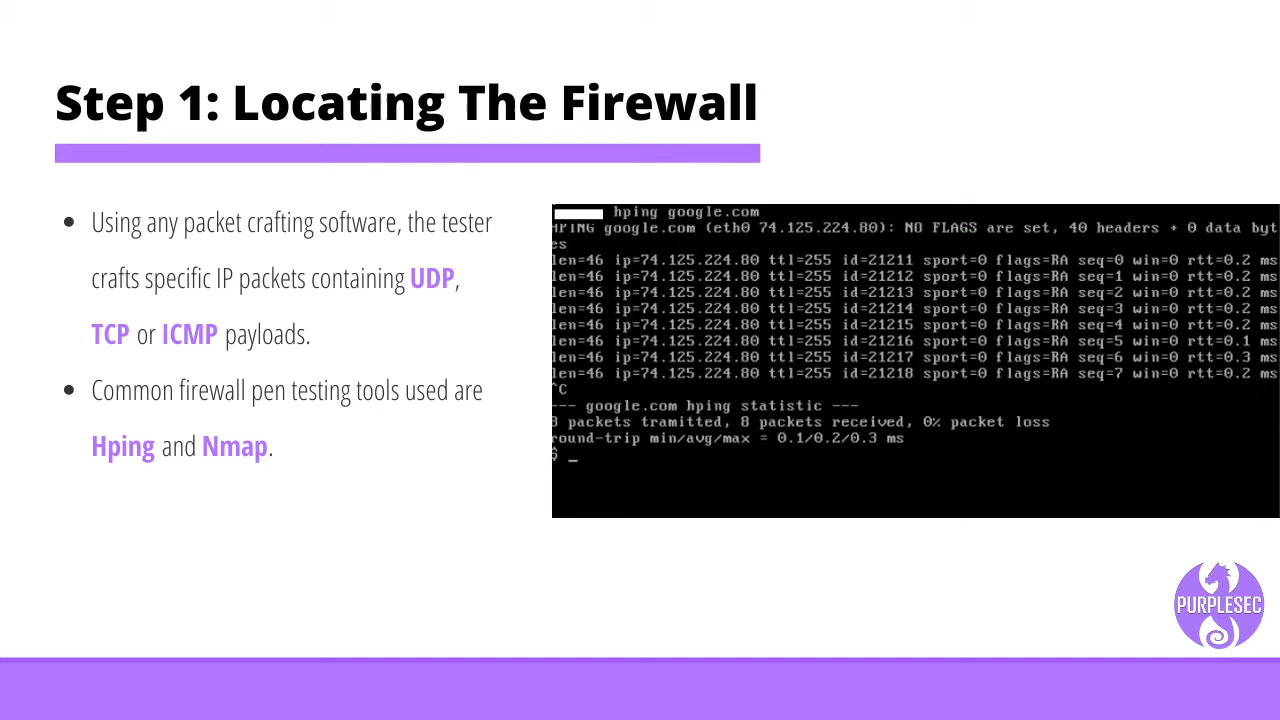 Step 1: Locating The Firewall
Using any packet crafting software, the tester
crafts specific IP packets containing UDP,
TCP or ICMP payloads.
Common firewall pen testing tools used are
Hping and Nmap.
hping google.com
HPING google.com (eth0 74.125.224.80): NO FLAGS are set, 40 headers + 0 data byt
es
len=46 ip=74.125.224.80 ttl=255 id=21211 sport=0 flags=RA seq=0 win=0 rtt=0.2 ms
len=46 ip=74.125.224.80 ttl=255 id=21212 sport=0 flags=RA seq=1 win=0 rtt=0.2 ms
len=46 ip=74.125.224.80 ttl=255 id=21213 sport=0 flags=RA seq=2 win=0 rtt=0.2 ms
len=46 ip=74.125.224.80 ttl=255 id=21214 sport=0 flags=RA seq=3 win=0 rtt=0.2 ms
len=46 ip=74.125.224.80 ttl=255 id=21215 sport=0 flags=RA seq=4 win=0 rtt=0.2 ms
len=46 ip=74.125.224.80 ttl=255 id=21216 sport=0 flags=RA seq=5 win=0 rtt=0.1 ms
len=46 ip=74.125.224.80 ttl=255 id=21217 sport=0 flags=RA seq=6 win=0 rtt=0.3 ms
len=46 ip=74.125.224.80 ttl=255 id=21218 sport=0 flags=RA seq=7 win=0 rtt=0.2 ms
^C
--- google.com hping statistic ---
8 packets tramitted, 8 packets received, 0% packet loss
round-trip min/avg/max = 0.1/0.2/0.3 ms
$ _
PURPLESEC